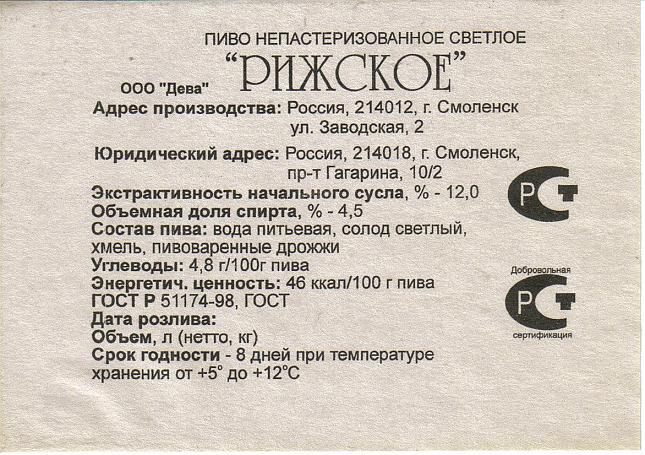 ПИВО НЕПАСТЕРИЗОВАННОЕ СВЕТЛОЕ
"РИЖСКОЕ"
ООО "Дева"
Адрес производства: Россия, 214012, г. Смоленск
ул. Заводская, 2
Юридический адрес: Россия, 214018, г. Смоленск,
пр-т Гагарина, 10/2
Экстрактивность начального сусла, % - 12,0
Объемная доля спирта, % - 4,5
Состав пива: вода питьевая, солод светлый,
хмель, пивоваренные дрожжи
Углеводы: 4,8 г/100г пива
Энергетич. ценность: 46 ккал/100 г пива
ГОСТ Р 51174-98, ГОСТ
Дата розлива:
Объем, л (нетто, кг)
Срок годности - 8 дней при температуре
хранения от +5° до +12°С
РСТ
Добровольная
РСТ
сертификация